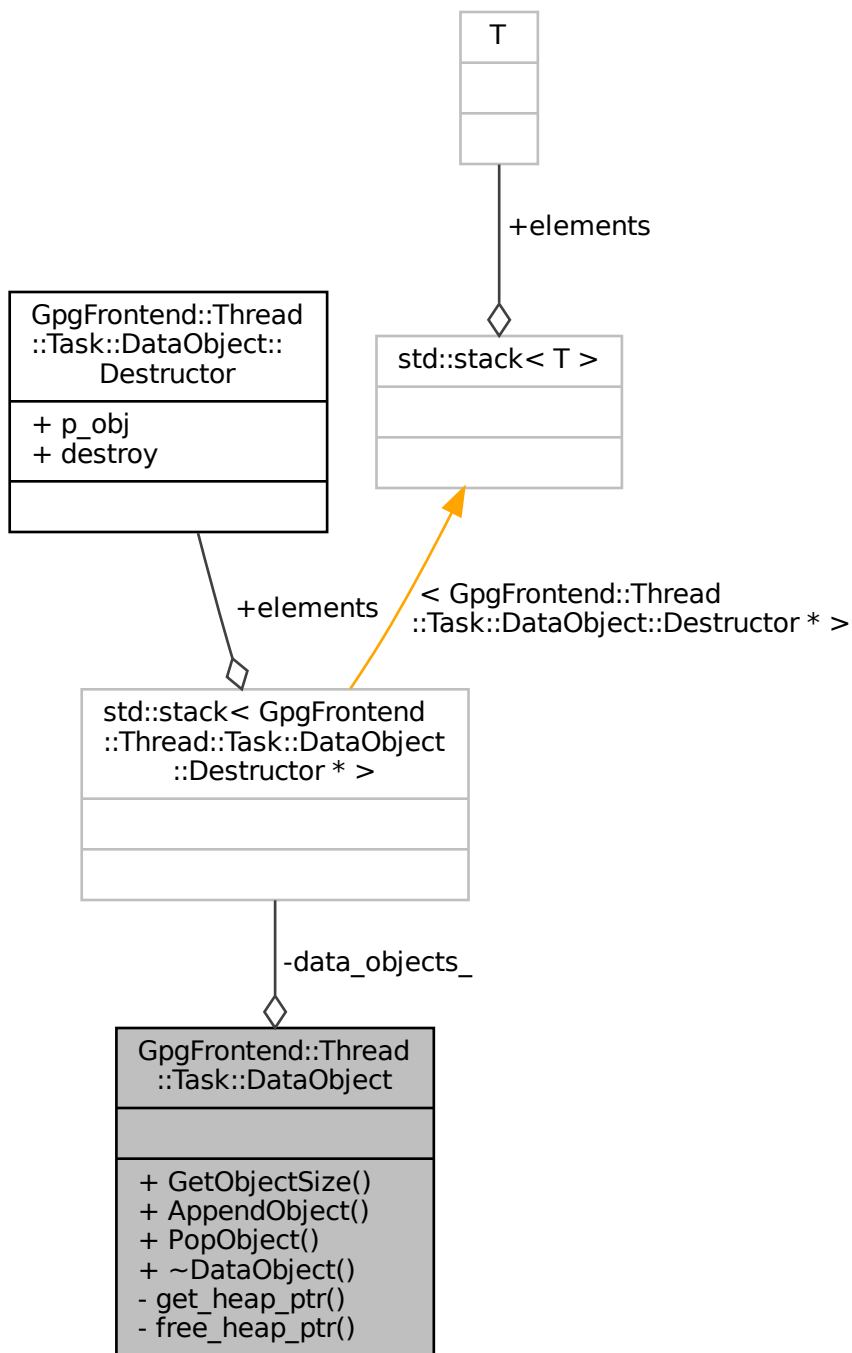 T
+elements
GpgFrontend::Thread
::Task::DataObject::
Destructor
+ p_obj
+ destroy
std::stack< T >
+elements
< GpgFrontend::Thread
::Task::DataObject::Destructor * >
std::stack< GpgFrontend
::Thread::Task::DataObject
::Destructor * >
-data_objects_
GpgFrontend::Thread
::Task::DataObject
+ GetObjectSize()
+ AppendObject()
+ PopObject()
+ ~DataObject()
- get_heap_ptr()
- free_heap_ptr()